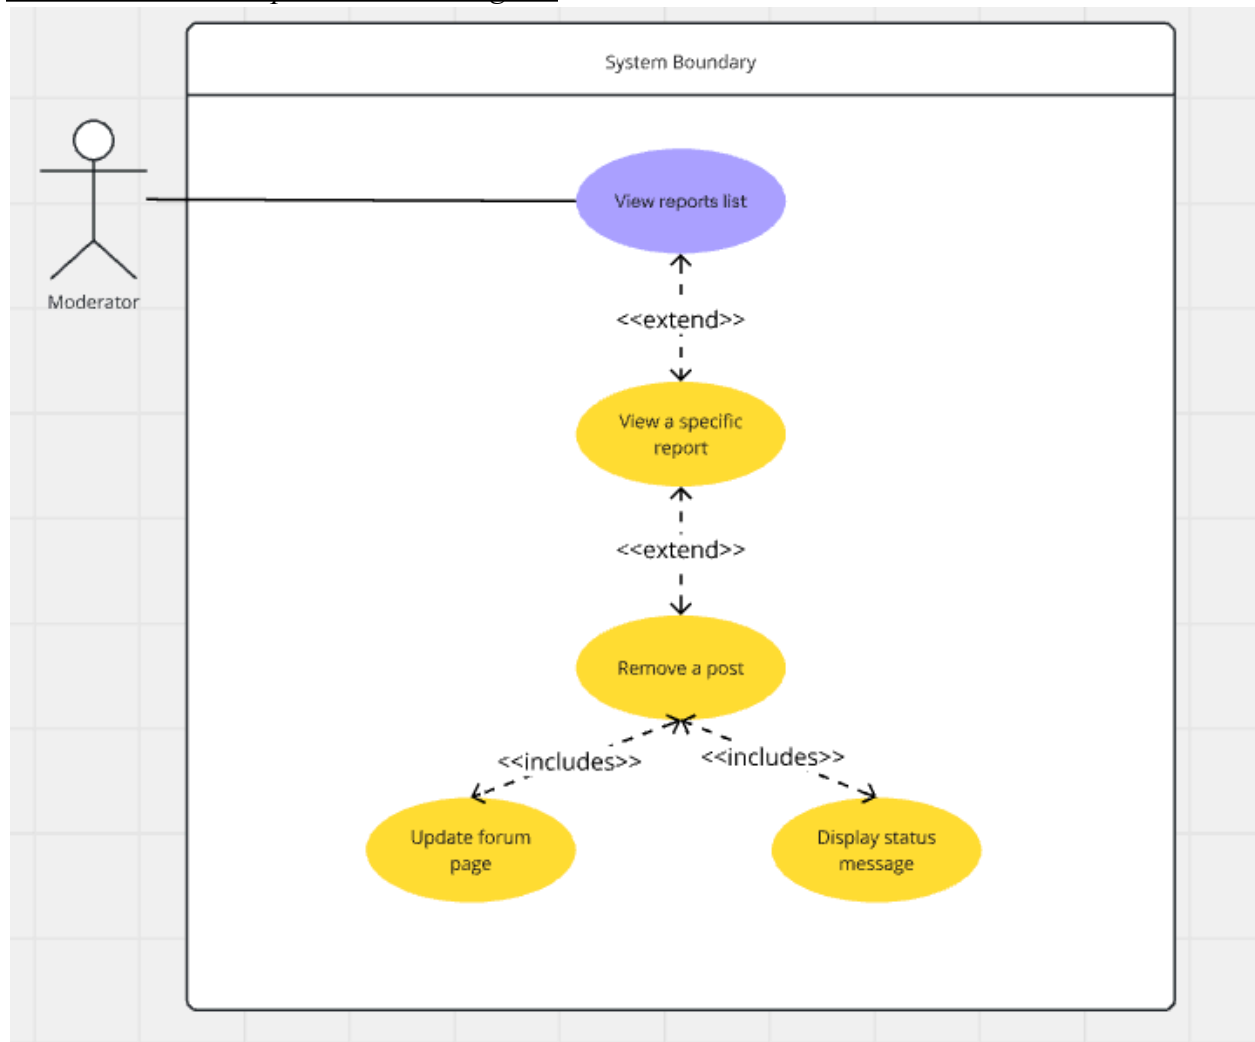 System Boundary
View reports list
Moderator
<<extend>>
View a specific
report
<<extend>>
Remove a post
<<includes>>
<<includes>>
Update forum
page
Display status
message